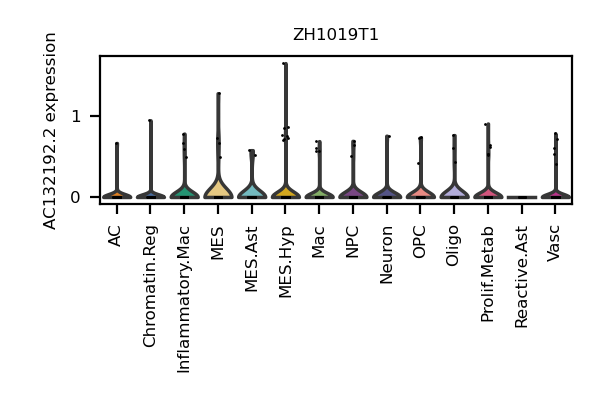 ZH1019T1
AC132192.2 expression
1
0
AC
Chromatin.Reg
Inflammatory.Mac
MES
MES.Ast
MES.Hyp
Mac
NPC
Neuron
OPC
Oligo
Prolif.Metab
Reactive.Ast
Vasc